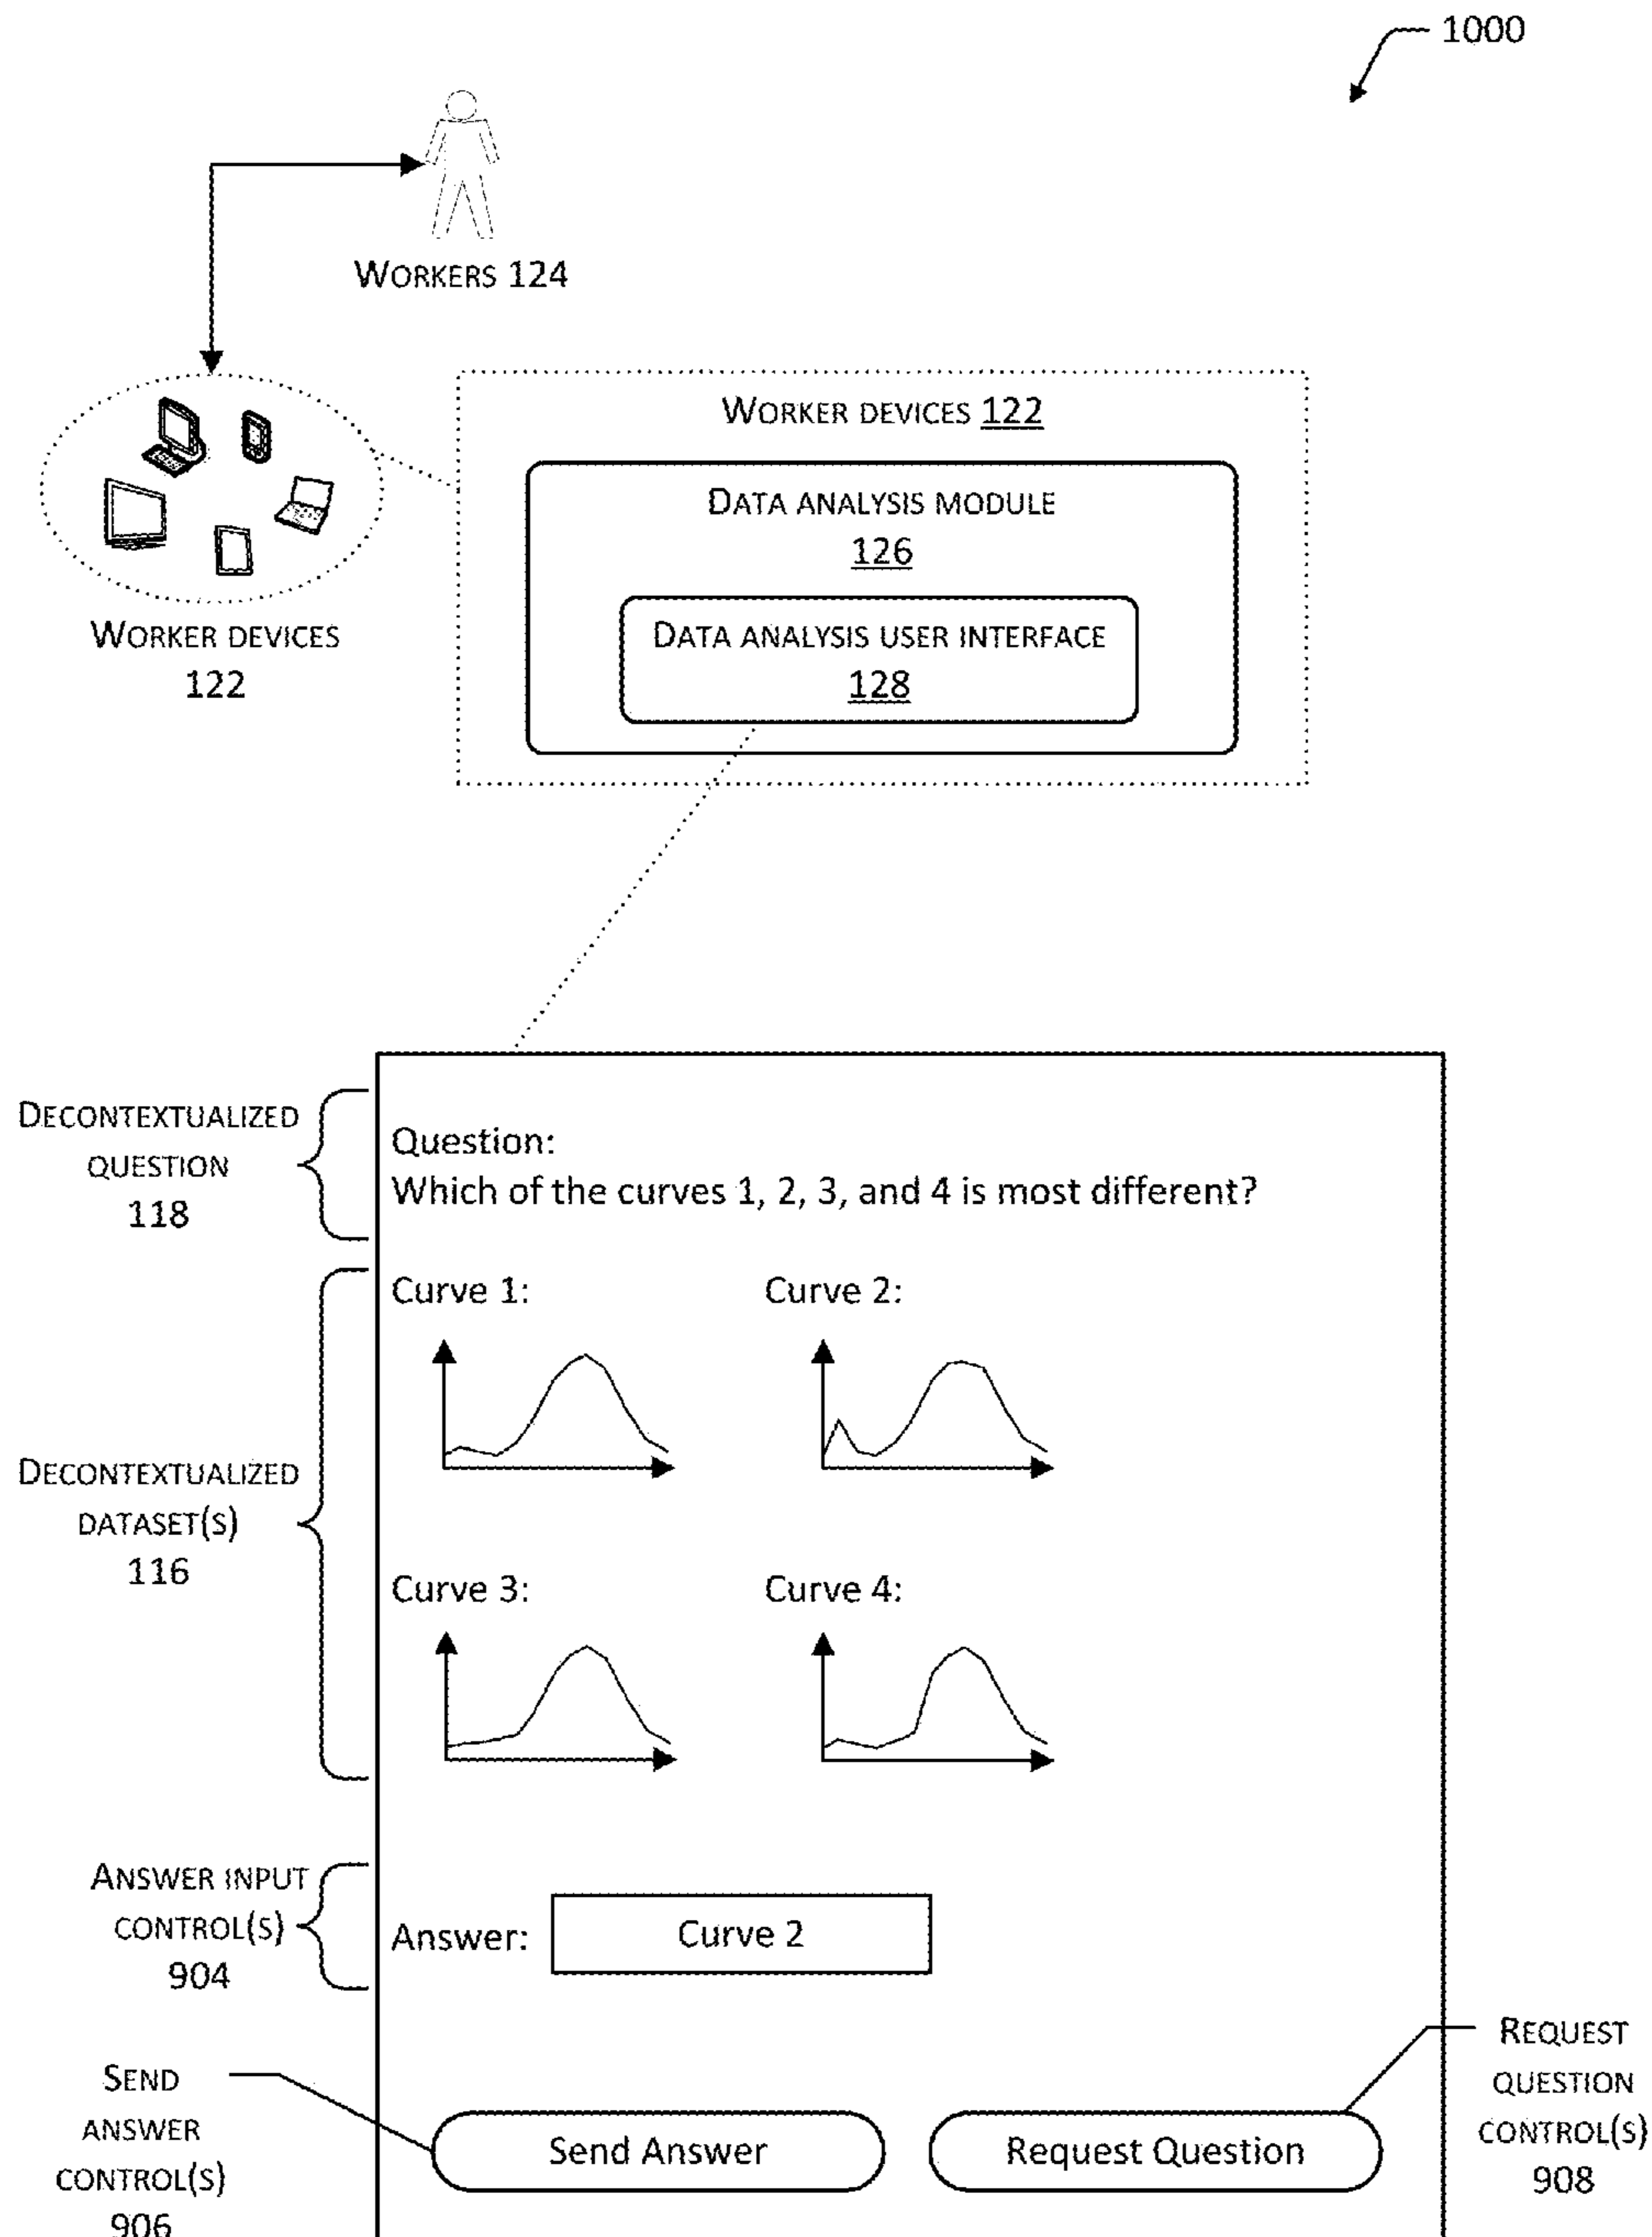 1000
WORKERS 124
WORKER DEVICES 122
DATA ANALYSIS MODULE
126
DATA ANALYSIS USER INTERFACE
128
WORKER DEVICES
122
DECONTEXTUALIZED
QUESTION
118
Question:
Which of the curves 1, 2, 3, and 4 is most different?
Curve 1:
Curve 2:
DECONTEXTUALIZED
DATASET(S)
116
Curve 3:
Curve 4:
ANSWER INPUT
CONTROL(S)
904
Answer:
Curve 2
SEND
ANSWER
CONTROL(S)
906
Send Answer
Request Question
REQUEST
QUESTION
CONTROL(S)
908